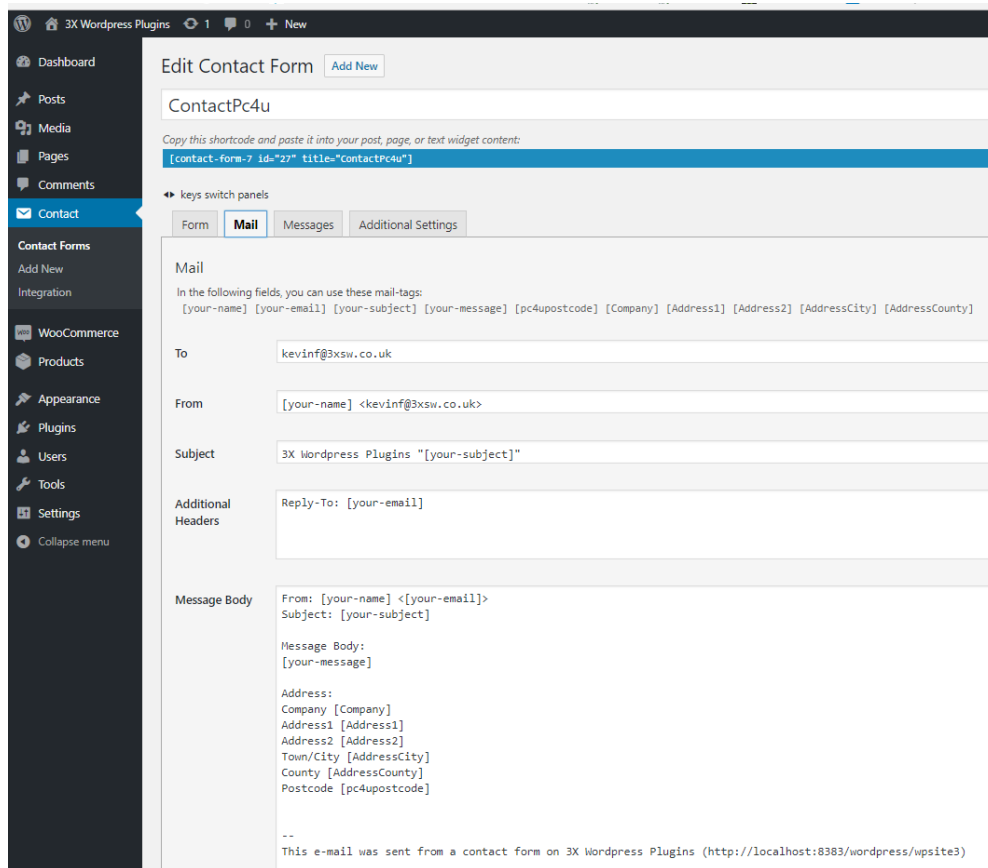 3X Wordpress Plugins 1 0 + New
Dashboard
Posts
Media
Pages
Comments
Contact
Contact Forms
Add New
Integration
WooCommerce
Products
Appearance
Plugins
Users
Tools
Settings
Collapse menu
Edit Contact Form Add New
ContactPc4u
Copy this shortcode and paste it into your post, page, or text widget content:
[contact-form-7 id="27" title="ContactPc4u"]
keys switch panels
Form Mail Messages Additional Settings
Mail
In the following fields, you can use these mail-tags:
[your-name] [your-email] [your-subject] [your-message] [pc4upostcode] [Company] [Address1] [Address2] [AddressCity] [AddressCounty]
To kevinf@3xsw.co.uk
From [your-name] <kevinf@3xsw.co.uk>
Subject 3X Wordpress Plugins "[your-subject]"
Additional Headers
Reply-To: [your-email]
Message Body
From: [your-name] <[your-email]>
Subject: [your-subject]
Message Body:
[your-message]
Address:
Company [Company]
Address1 [Address1]
Address2 [Address2]
Town/City [AddressCity]
County [AddressCounty]
Postcode [pc4upostcode]
--
This e-mail was sent from a contact form on 3X Wordpress Plugins (http://localhost:8383/wordpress/wpsite3)